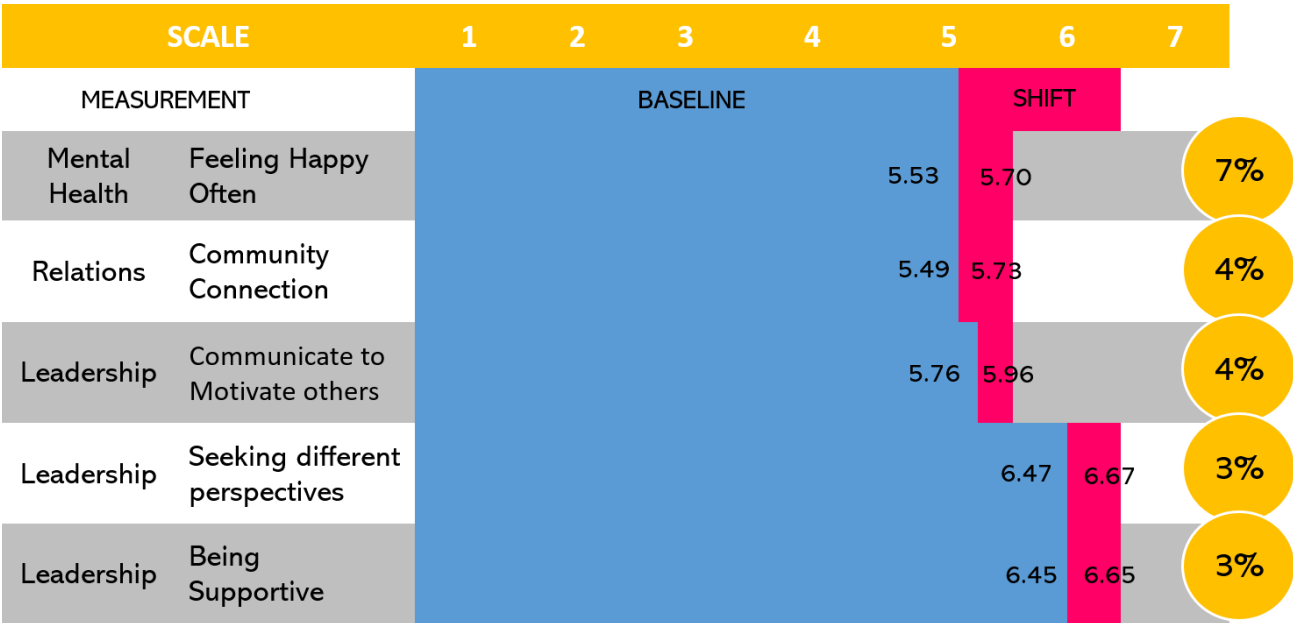 SCALE 1 2 3 4 5 6 7
MEASUREMENT BASELINE SHIFT
Mental Health Feeling Happy Often 5.53 5.70 7%
Relations Community Connection 5.49 5.73 4%
Leadership Communicate to Motivate others 5.76 5.96 4%
Leadership Seeking different perspectives 6.47 6.67 3%
Leadership Being Supportive 6.45 6.65 3%